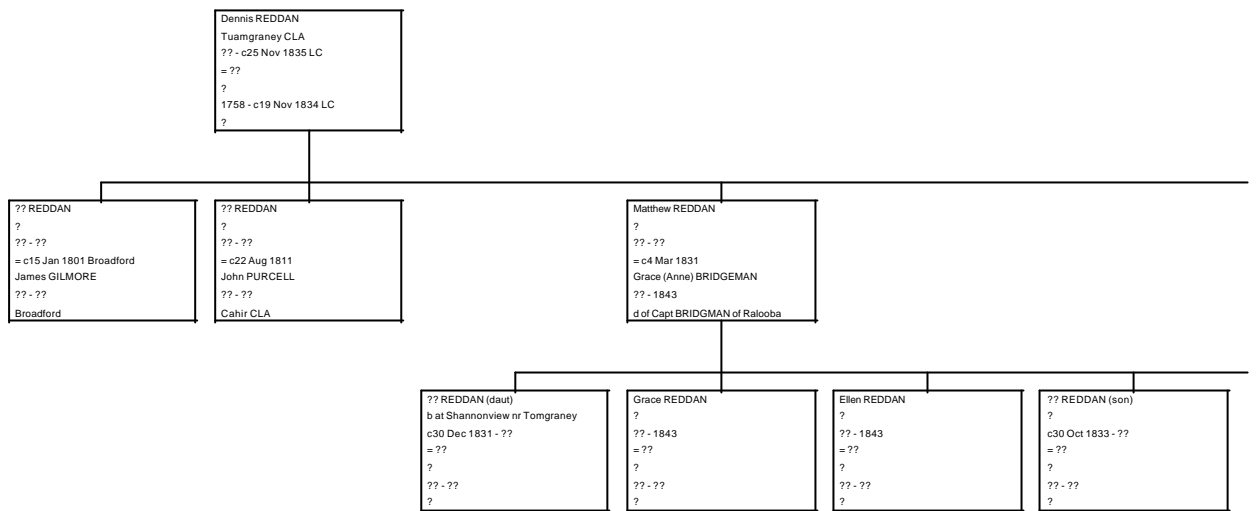 Dennis REDDAN
Tuamgraney CLA
?? - c25 Nov 1835 LC
= ??
?
1758 - c19 Nov 1834 LC
?
?? REDDAN
?
?? - ??
= c15 Jan 1801 Broadford
James GILMORE
?? - ??
Broadford
?? REDDAN
?
?? - ??
= c22 Aug 1811
John PURCELL
?? - ??
Cahir CLA
Matthew REDDAN
?
?? - ??
= c4 Mar 1831
Grace (Anne) BRIDGEMAN
?? - 1843
d of Capt BRIDGMAN of Ralooba
?? REDDAN (daut)
b at Shannonview nr Tomgraney
c30 Dec 1831 - ??
= ??
?
?? - ??
?
Grace REDDAN
?
?? - 1843
= ??
?
?? - ??
?
Ellen REDDAN
?
?? - 1843
= ??
?
?? - ??
?
?? REDDAN (son)
?
c30 Oct 1833 - ??
= ??
?
?? - ??
?